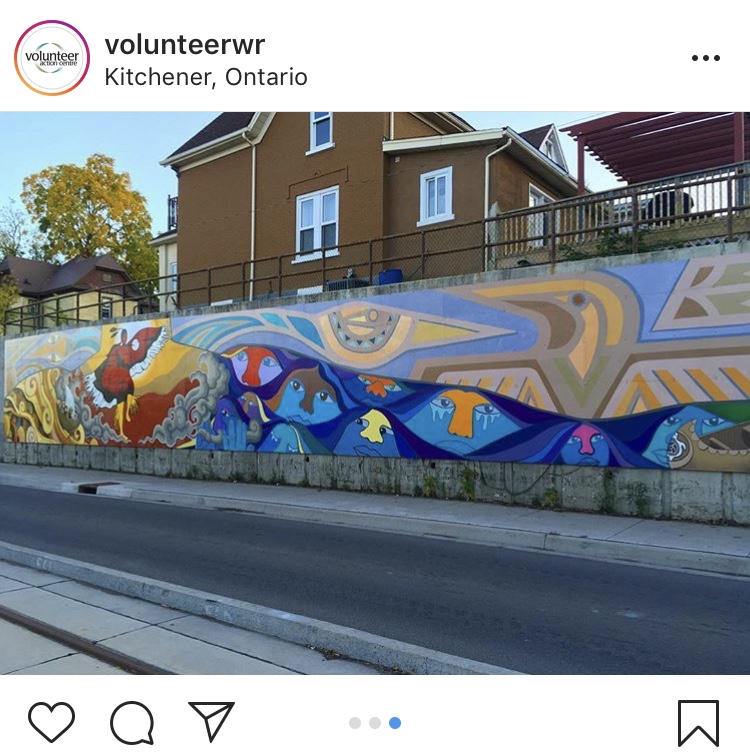 volunteer
action centre
volunteerwr
Kitchener, Ontario